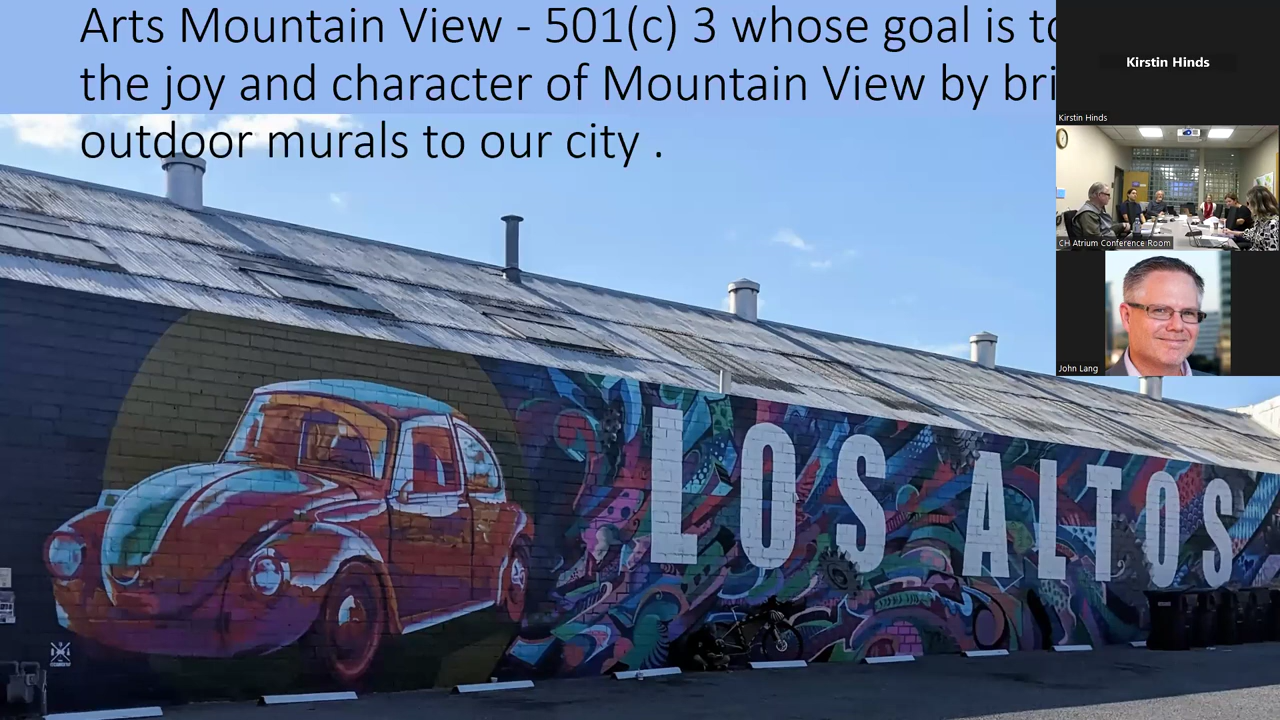 Arts Mountain View - 501(c) 3 whose goal is to
the joy and character of Mountain View by bri
outdoor murals to our city .
Kirstin Hinds
Kirstin Hinds
CH Atrium Conference Room
John Lang
LOS ALTOS